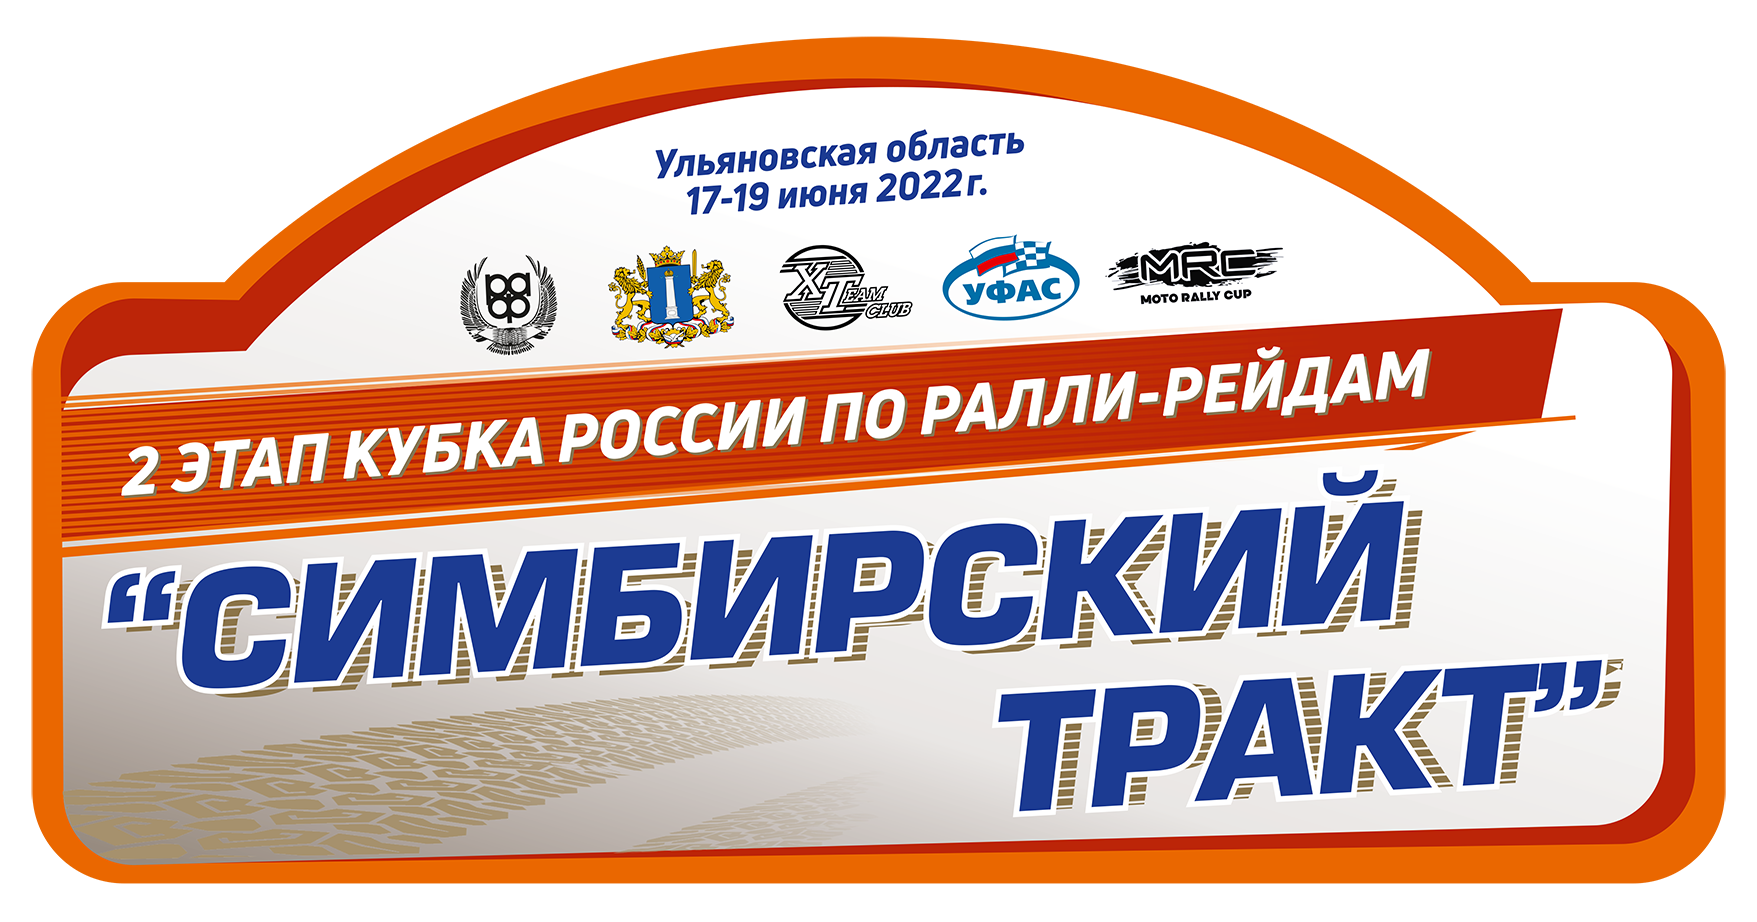 Ульяновская область
17-19 июня 2022 г.
X TEAM CLUB
УФАС
MRC
MOTO RALLY CUP
2 ЭТАП КУБКА РОССИИ ПО РАЛЛИ-РЕЙДАМ
“СИМБИРСКИЙ
ТРАКТ”